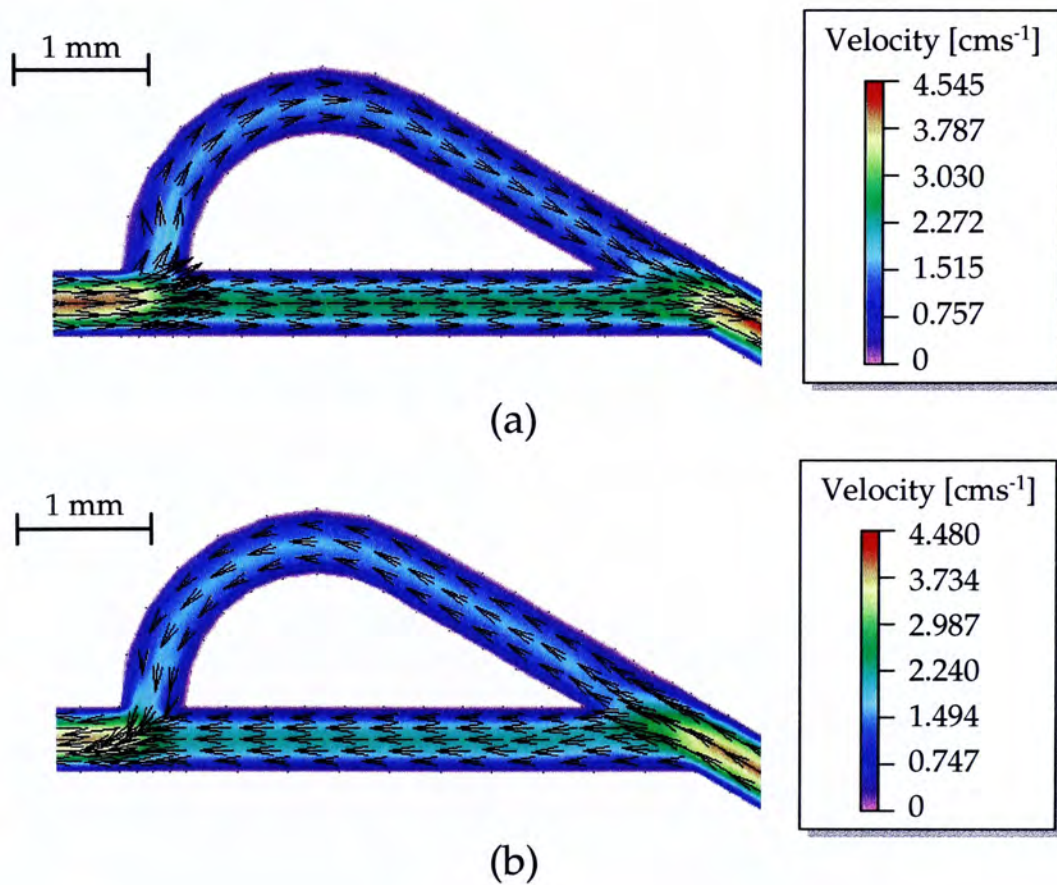 1 mm
Velocity [cms⁻¹]
4.545
3.787
3.030
2.272
1.515
0.757
0
(a)
1 mm
Velocity [cms⁻¹]
4.480
3.734
2.987
2.240
1.494
0.747
0
(b)